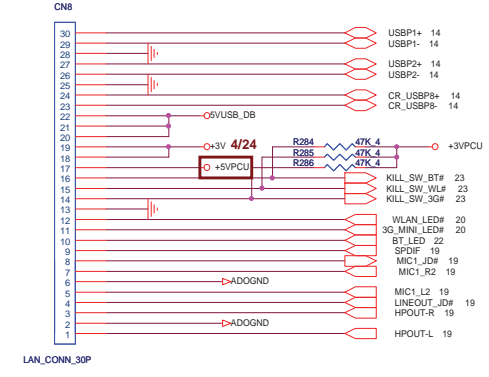 CN8
30 USBP1+ 14
29 USBP1- 14
28
27 USBP2+ 14
26 USBP2- 14
25
24 CR_USBP8+ 14
23 CR_USBP8- 14
22 5VUSB_DB
21
20
19 +3V 4/24 R284 47K_4 +3VPCU
18 R285 47K_4
17 +5VPCU R286 47K_4
16 KILL_SW_BT# 23
15 KILL_SW_WL# 23
14 KILL_SW_3G# 23
13
12 WLAN_LED# 20
11 3G_MINI_LED# 20
10 BT_LED 22
9 SPDIF 19
8 MIC1_JD# 19
7 MIC1_R2 19
6 ADOGND
5 MIC1_L2 19
4 LINEOUT_JD# 19
3 HPOUT-R 19
2 ADOGND
1 HPOUT-L 19
LAN_CONN_30P